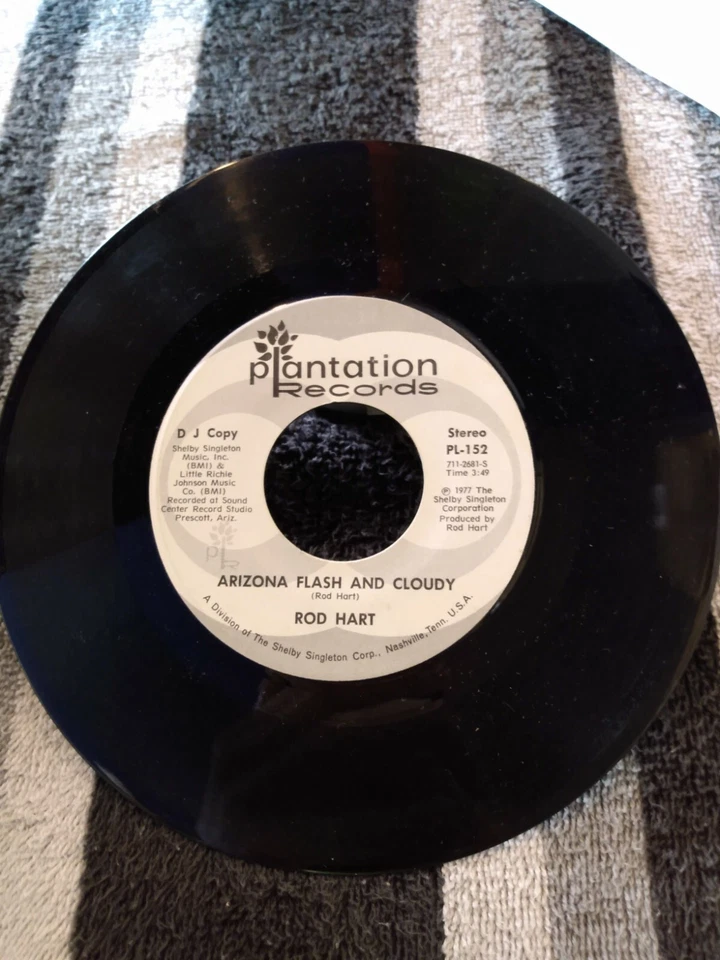 plantation
Records
D J Copy
Shelby Singleton
Music, Inc.
(BMI) &
Little Richie
Johnson Music
Co. (BMI)
Recorded at Sound
Center Record Studio
Prescott, Ariz.
Stereo
PL-152
711-2681-S
Time 3:49
℗ 1977 The
Shelby Singleton
Corporation
Produced by
Rod Hart
ARIZONA FLASH AND CLOUDY
(Rod Hart)
ROD HART
A Division of The Shelby Singleton Corp., Nashville, Tenn. U.S.A.